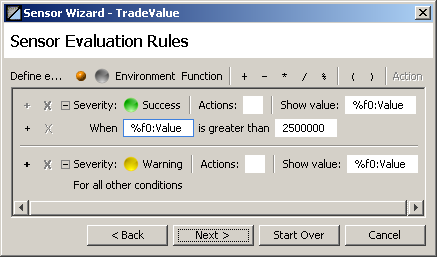 Sensor Wizard - TradeValue
Sensor Evaluation Rules
Define e... Environment Function + - * / % ( ) Action
+ X Severity: Success Actions: Show value: %f0:Value
+ X When %f0:Value is greater than 2500000
+ X Severity: Warning Actions: Show value: %f0:Value
For all other conditions
< Back Next > Start Over Cancel